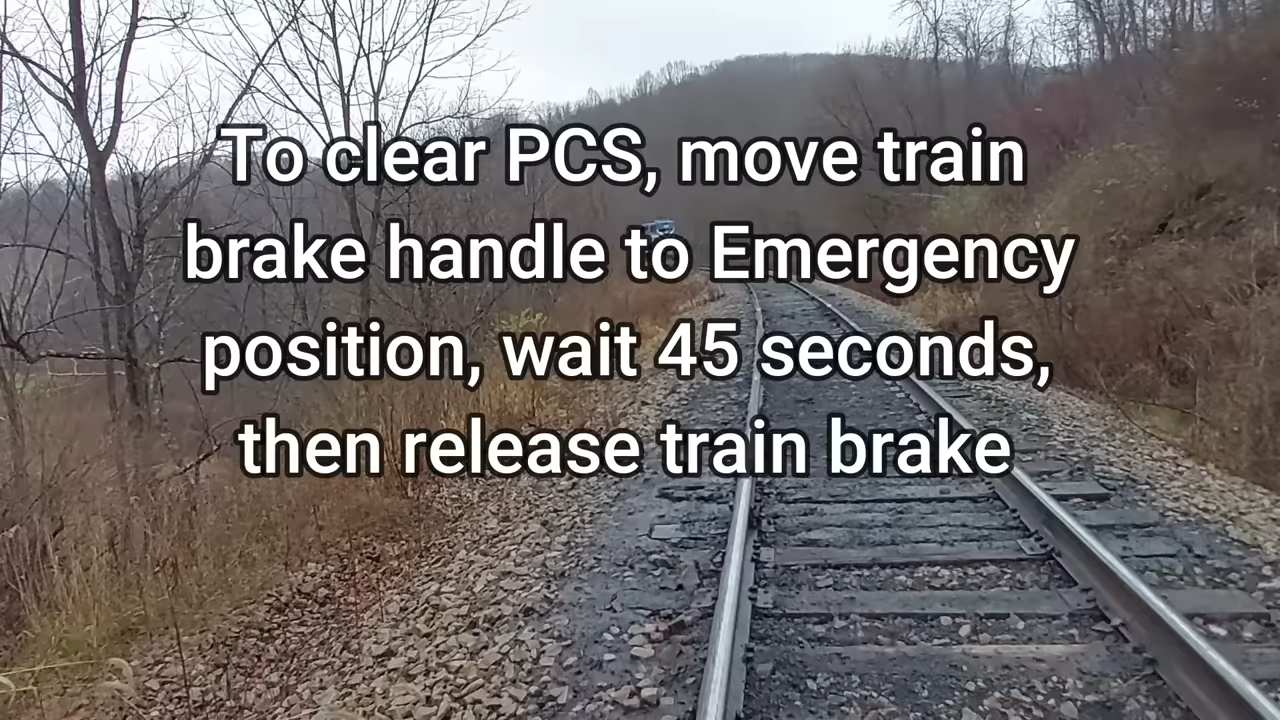 To clear PCS, move train
brake handle to Emergency
position, wait 45 seconds,
then release train brake